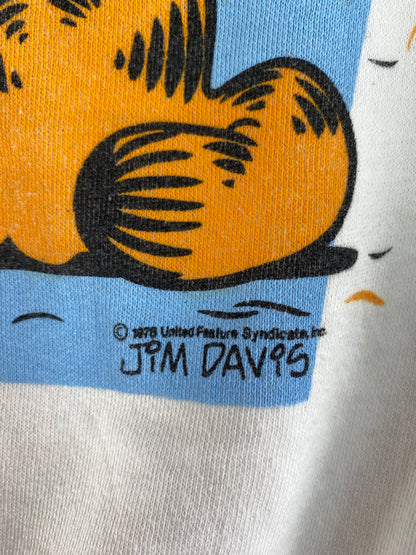 © 1978 United Feature Syndicate, Inc.
JiM DAViS